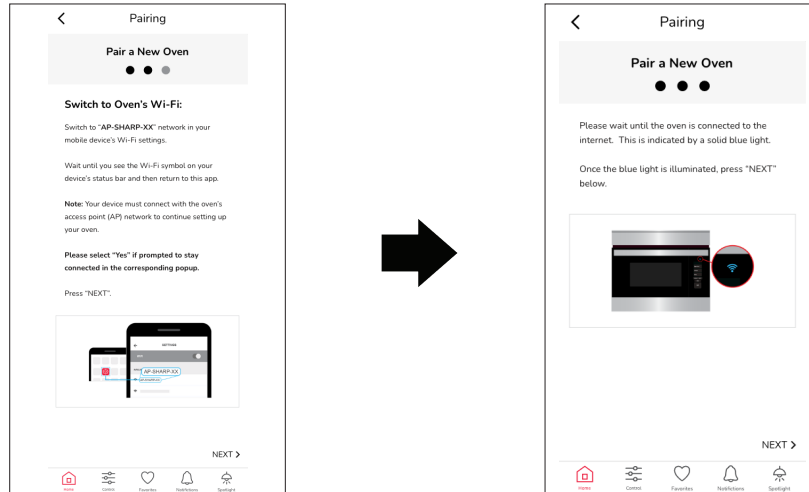 Pairing
Pair a New Oven
Switch to Oven's Wi-Fi:
Switch to “AP-SHARP-XX” network in your
mobile device's Wi-Fi settings.
Wait until you see the Wi-Fi symbol on your
device's status bar and then return to this app.
Note: Your device must connect with the oven's
access point (AP) network to continue setting up
your oven.
Please select “Yes” if prompted to stay
connected in the corresponding popup.
Press “NEXT”.
SETTINGS
AP-SHARP-XX
AP-SHARP-XX
NEXT
Home
Control
Favorites
Notifictions
Spotlight
Pairing
Pair a New Oven
Please wait until the oven is connected to the
internet. This is indicated by a solid blue light.
Once the blue light is illuminated, press “NEXT”
below.
NEXT
Home
Control
Favorites
Notifictions
Spotlight